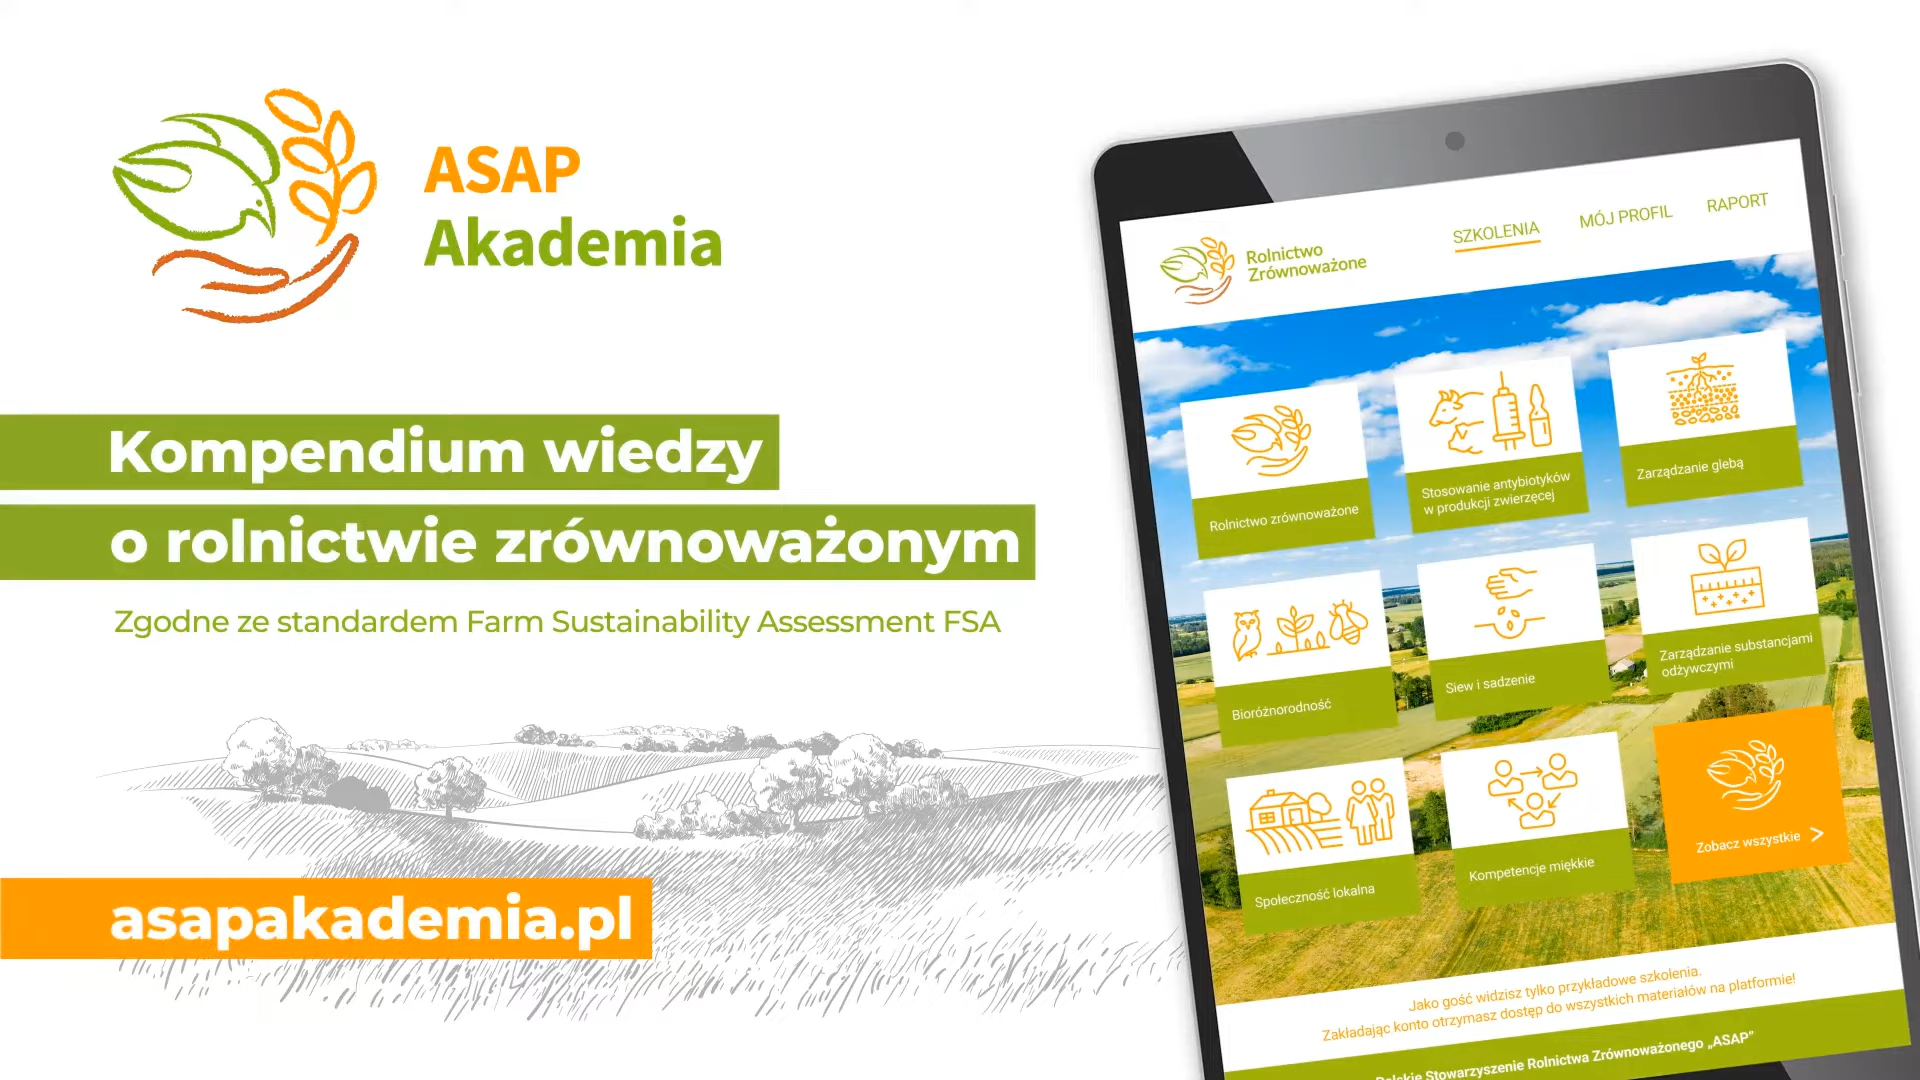 ASAP
Akademia
Kompendium wiedzy
o rolnictwie zrównoważonym
Zgodne ze standardem Farm Sustainability Assessment FSA
asapakademia.pl
Rolnictwo
Zrównoważone
SZKOLENIA
MÓJ PROFIL
RAPORT
Rolnictwo zrównoważone
Stosowanie antybiotyków
w produkcji zwierzęcej
Zarządzanie glebą
Bioróżnorodność
Siew i sadzenie
Zarządzanie substancjami
odżywczymi
Społeczność lokalna
Kompetencje miękkie
Zobacz wszystkie >
Jako gość widzisz tylko przykładowe szkolenia.
Zakładając konto otrzymasz dostęp do wszystkich materiałów na platformie!
Polskie Stowarzyszenie Rolnictwa Zrównoważonego „ASAP”